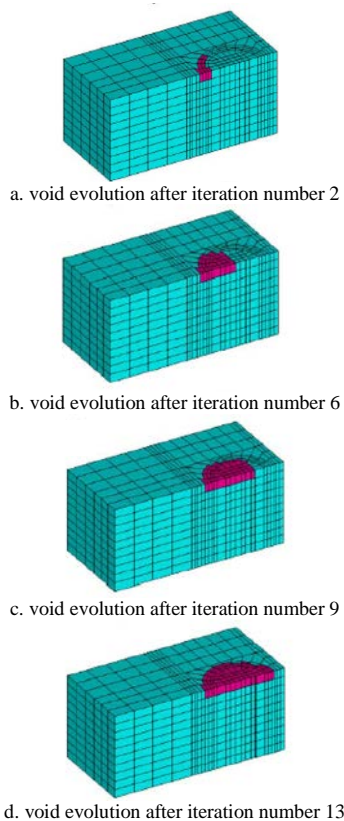 a. void evolution after iteration number 2
b. void evolution after iteration number 6
c. void evolution after iteration number 9
d. void evolution after iteration number 13